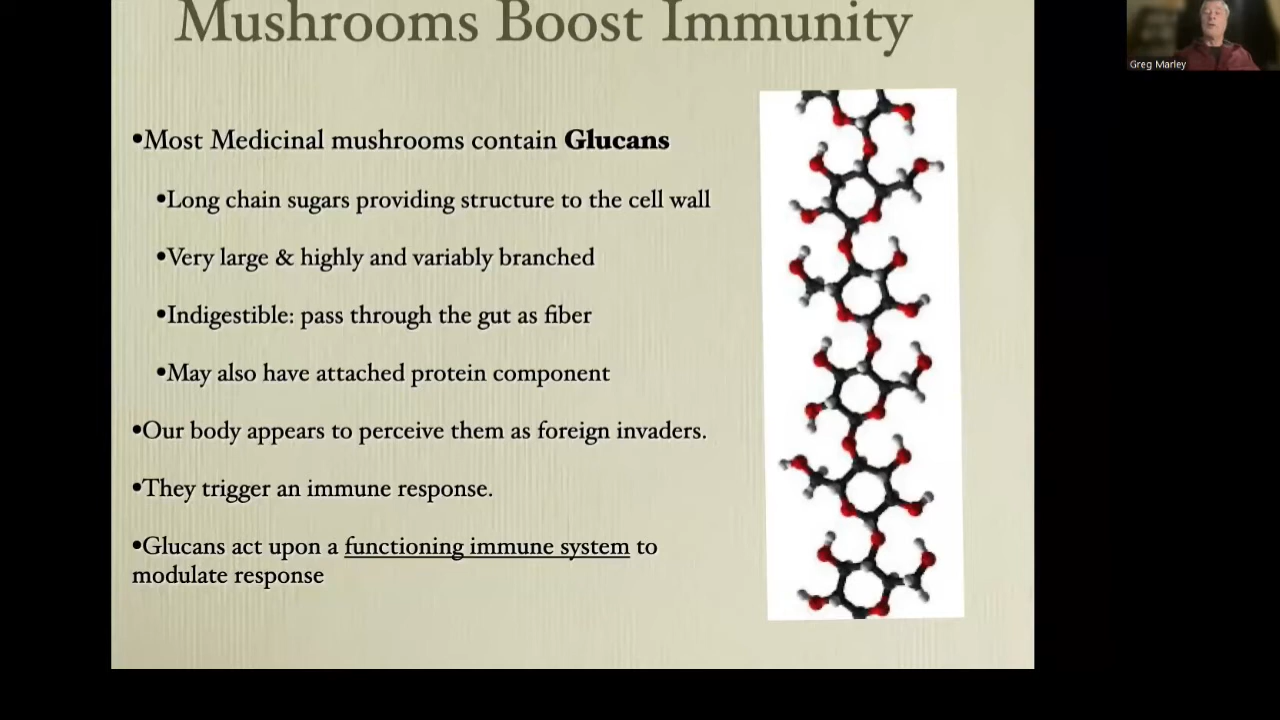 Mushrooms Boost Immunity
Greg Marley
•Most Medicinal mushrooms contain Glucans
•Long chain sugars providing structure to the cell wall
•Very large & highly and variably branched
•Indigestible: pass through the gut as fiber
•May also have attached protein component
•Our body appears to perceive them as foreign invaders.
•They trigger an immune response.
•Glucans act upon a functioning immune system to
modulate response